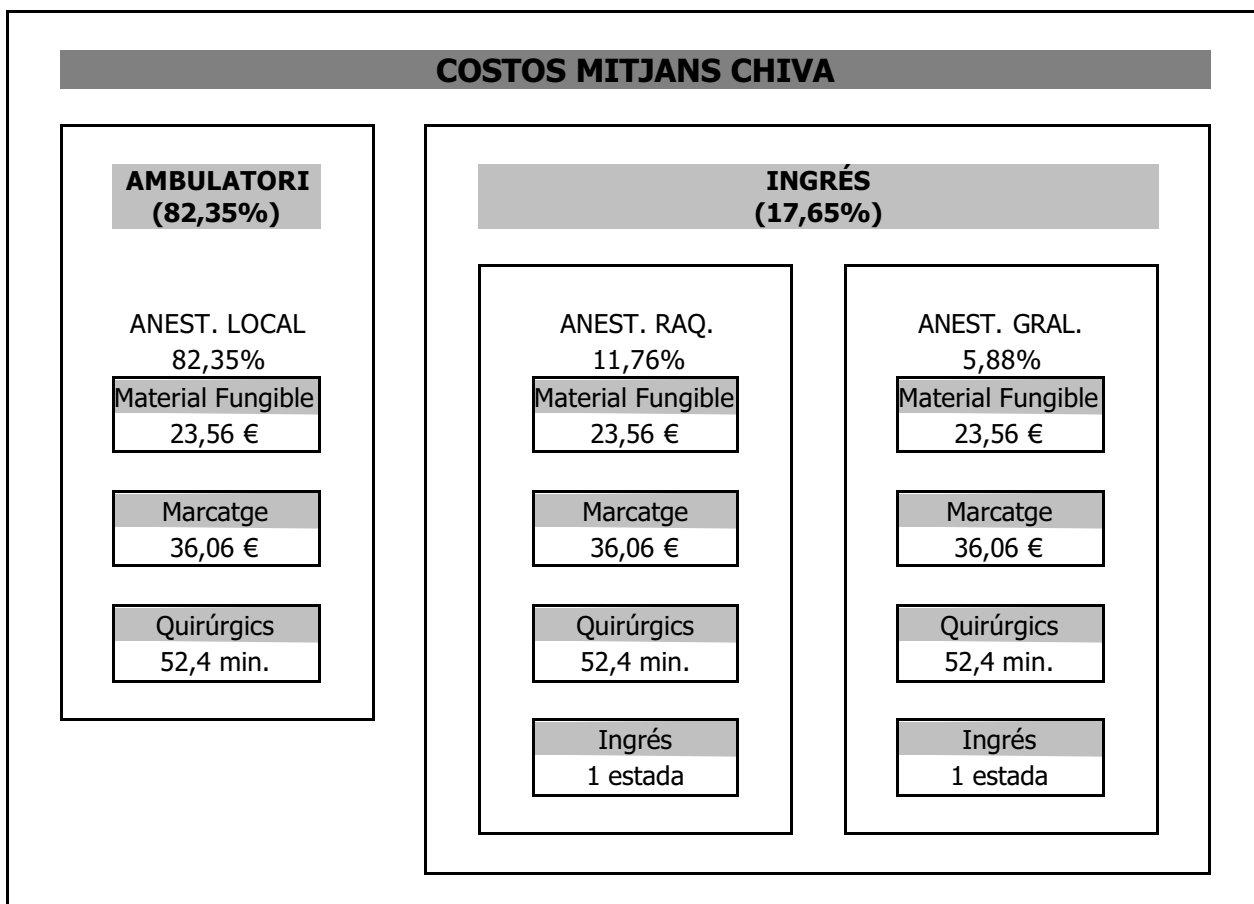 COSTOS MITJANS CHIVA
AMBULATORI
(82,35%)
ANEST. LOCAL
82,35%
Material Fungible
23,56 €
Marcatge
36,06 €
Quirúrgics
52,4 min.
INGRÉS
(17,65%)
ANEST. RAQ.
11,76%
Material Fungible
23,56 €
Marcatge
36,06 €
Quirúrgics
52,4 min.
Ingrés
1 estada
ANEST. GRAL.
5,88%
Material Fungible
23,56 €
Marcatge
36,06 €
Quirúrgics
52,4 min.
Ingrés
1 estada